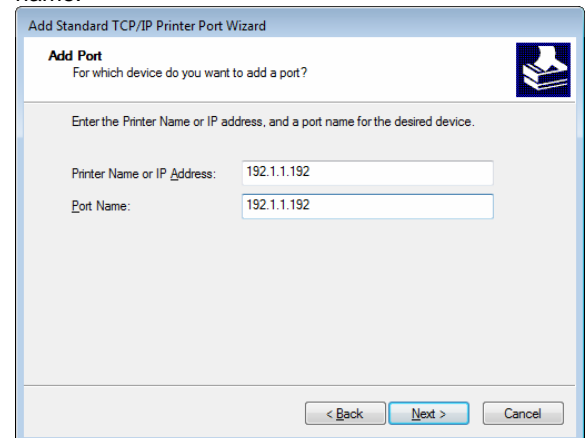 name.
Add Standard TCP/IP Printer Port Wizard
Add Port
For which device do you want to add a port?
Enter the Printer Name or IP address, and a port name for the desired device.
Printer Name or IP Address: 192.1.1.192
Port Name: 192.1.1.192
< Back Next > Cancel